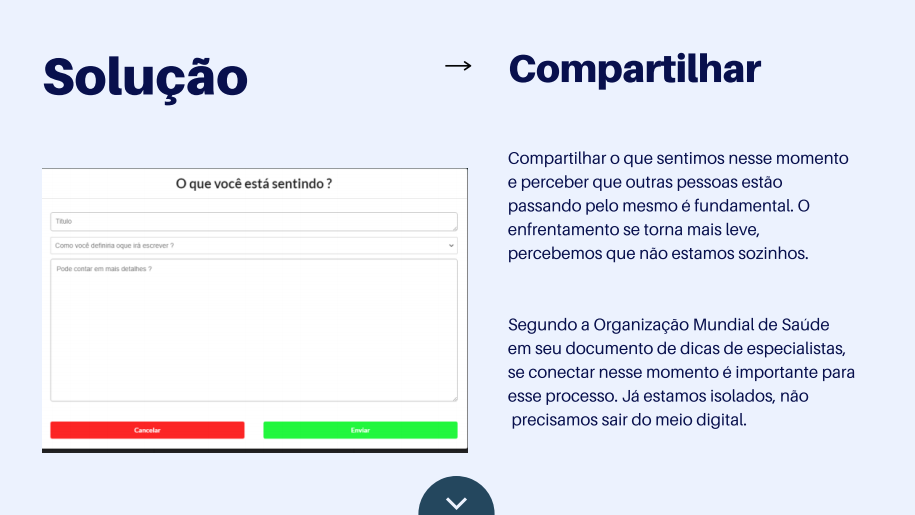 Solução
→
Compartilhar
O que você está sentindo ?
Título
Como você definiria oque irá escrever ?
Pode contar em mais detalhes ?
Cancelar
Enviar
Compartilhar o que sentimos nesse momento
e perceber que outras pessoas estão
passando pelo mesmo é fundamental. O
enfrentamento se torna mais leve,
percebemos que não estamos sozinhos.
Segundo a Organização Mundial de Saúde
em seu documento de dicas de especialistas,
se conectar nesse momento é importante para
esse processo. Já estamos isolados, não
precisamos sair do meio digital.